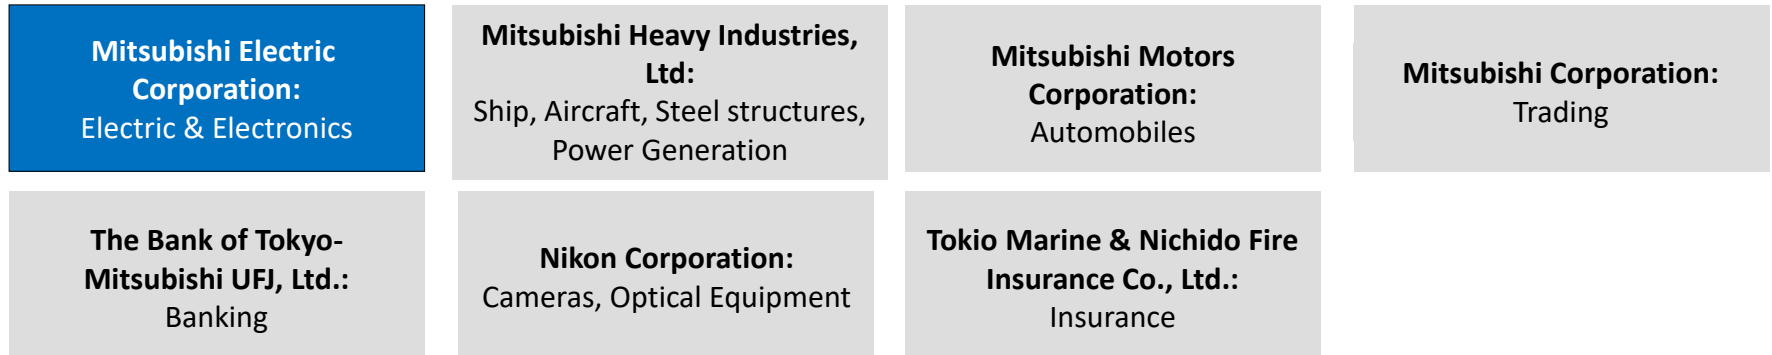 Mitsubishi Electric
Corporation:
Electric & Electronics
Mitsubishi Heavy Industries,
Ltd:
Ship, Aircraft, Steel structures,
Power Generation
Mitsubishi Motors
Corporation:
Automobiles
Mitsubishi Corporation:
Trading
The Bank of Tokyo-
Mitsubishi UFJ, Ltd.:
Banking
Nikon Corporation:
Cameras, Optical Equipment
Tokio Marine & Nichido Fire
Insurance Co., Ltd.:
Insurance